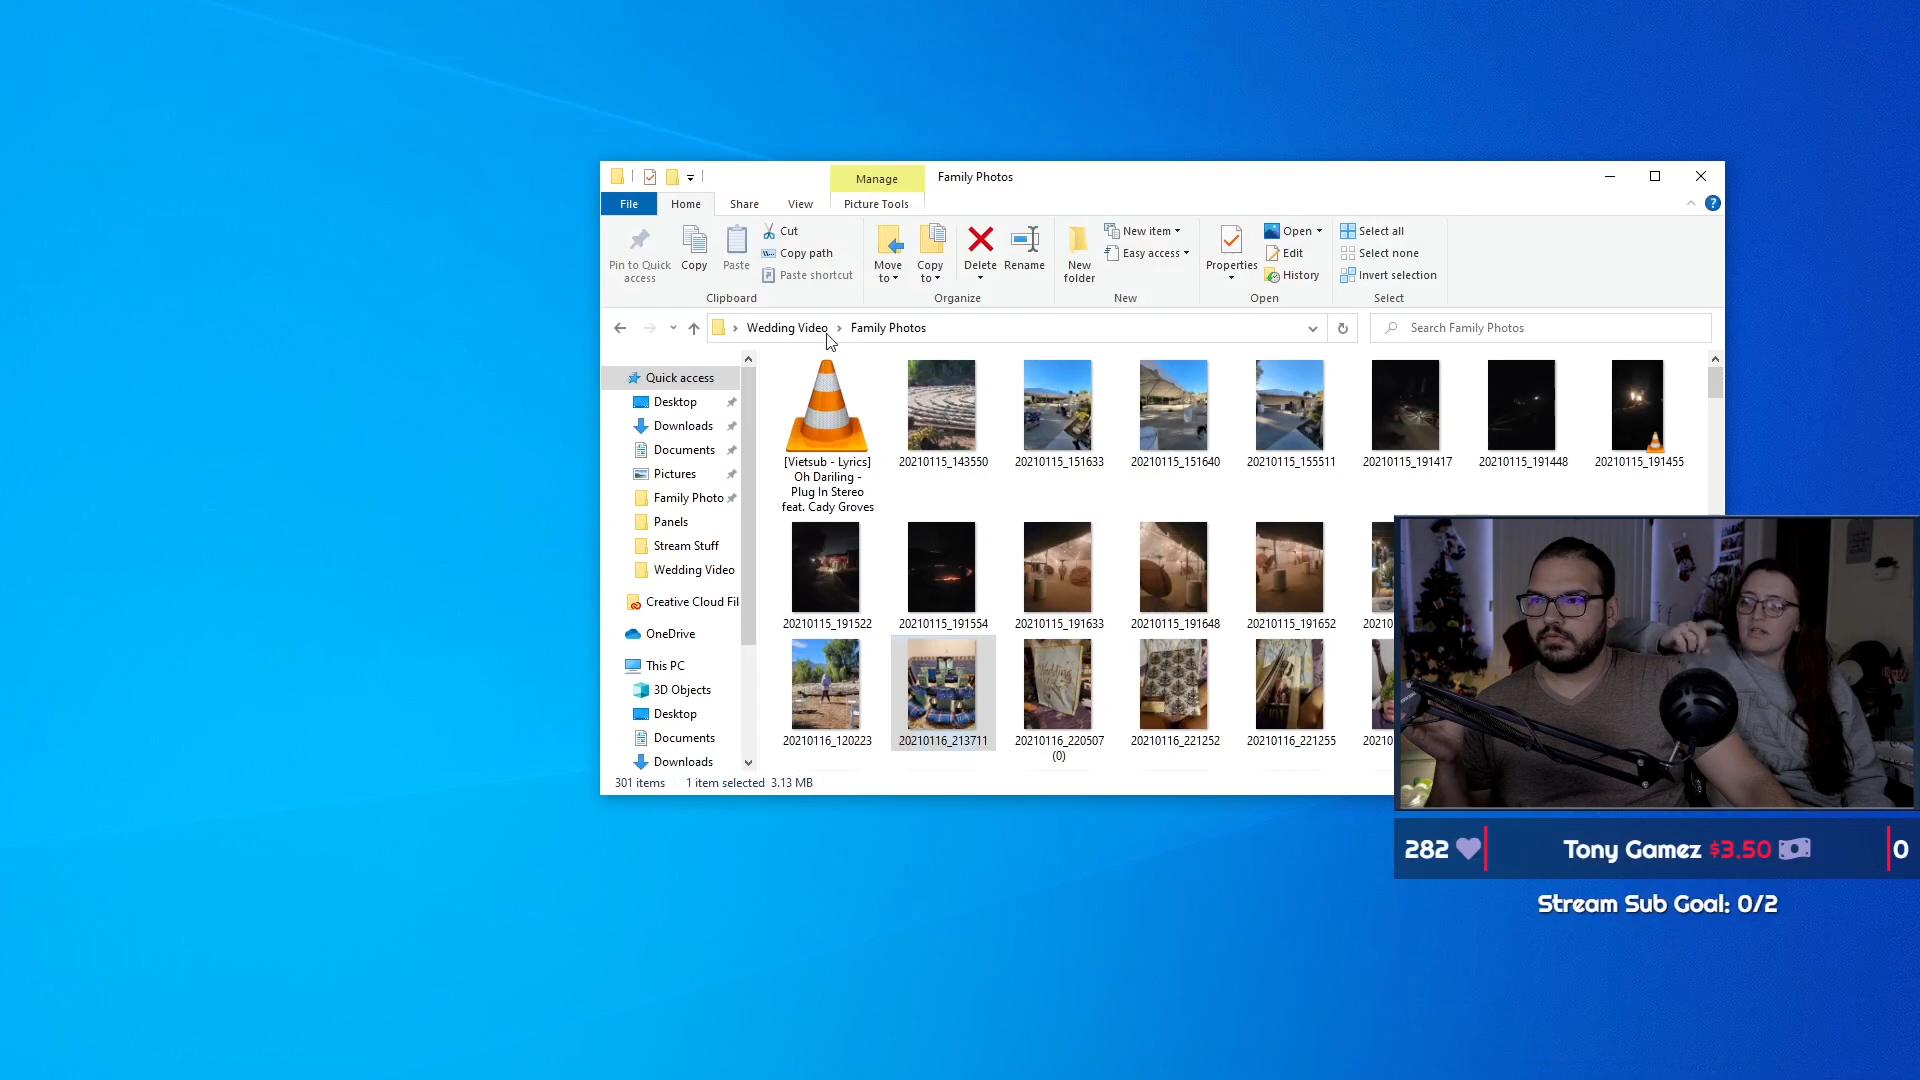 Manage
Family Photos
File
Home
Share
View
Picture Tools
Pin to Quick
access
Copy
Paste
Cut
Copy path
Paste shortcut
Clipboard
Move
to
Copy
to
Delete
Rename
Organize
New
folder
New item
Easy access
New
Properties
Open
Edit
History
Open
Select all
Select none
Invert selection
Select
Wedding Video
Family Photos
Search Family Photos
Quick access
Desktop
Downloads
Documents
Pictures
Family Photo
Panels
Stream Stuff
Wedding Video
Creative Cloud Fil
OneDrive
This PC
3D Objects
Desktop
Documents
Downloads
[Vietsub - Lyrics]
Oh Dariling -
Plug In Stereo
feat. Cady Groves
20210115_143550
20210115_151633
20210115_151640
20210115_155511
20210115_191417
20210115_191448
20210115_191455
20210115_191522
20210115_191554
20210115_191633
20210115_191648
20210115_191652
2021
20210116_120223
20210116_213711
20210116_220507
(0)
20210116_221252
20210116_221255
2021
301 items
1 item selected 3.13 MB
282
Tony Gamez $3.50
0
Stream Sub Goal: 0/2